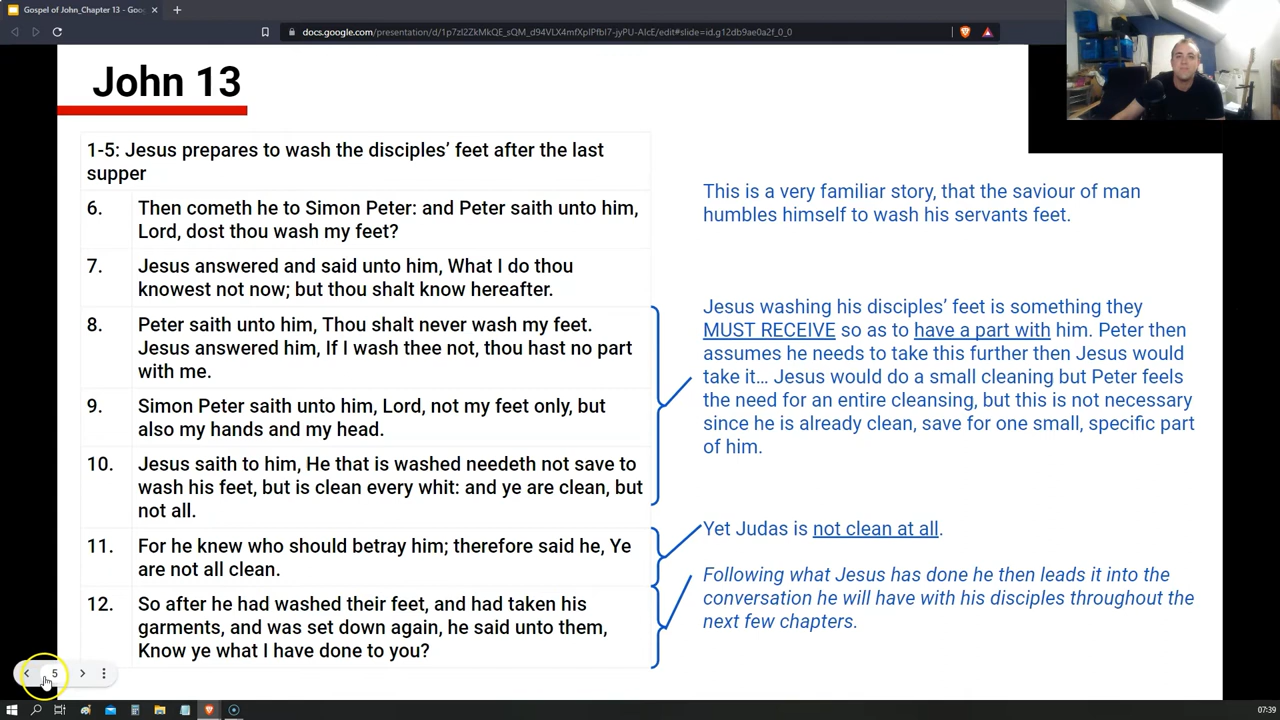 Gospel of John_Chapter 13 - Goo
docs.google.com/presentation/d/1p7zl2ZkMkQE_sQM_d94VLX4mfXplPfbI7-jyPU-AlcE/edit#slide=id.g12db9ae0a2f_0_0
John 13
1-5: Jesus prepares to wash the disciples’ feet after the last
supper
6. Then cometh he to Simon Peter: and Peter saith unto him,
Lord, dost thou wash my feet?
7. Jesus answered and said unto him, What I do thou
knowest not now; but thou shalt know hereafter.
8. Peter saith unto him, Thou shalt never wash my feet.
Jesus answered him, If I wash thee not, thou hast no part
with me.
9. Simon Peter saith unto him, Lord, not my feet only, but
also my hands and my head.
10. Jesus saith to him, He that is washed needeth not save to
wash his feet, but is clean every whit: and ye are clean, but
not all.
11. For he knew who should betray him; therefore said he, Ye
are not all clean.
12. So after he had washed their feet, and had taken his
garments, and was set down again, he said unto them,
Know ye what I have done to you?
This is a very familiar story, that the saviour of man
humbles himself to wash his servants feet.
Jesus washing his disciples’ feet is something they
MUST RECEIVE so as to have a part with him. Peter then
assumes he needs to take this further then Jesus would
take it… Jesus would do a small cleaning but Peter feels
the need for an entire cleansing, but this is not necessary
since he is already clean, save for one small, specific part
of him.
Yet Judas is not clean at all.
Following what Jesus has done he then leads it into the
conversation he will have with his disciples throughout the
next few chapters.
5
07:39